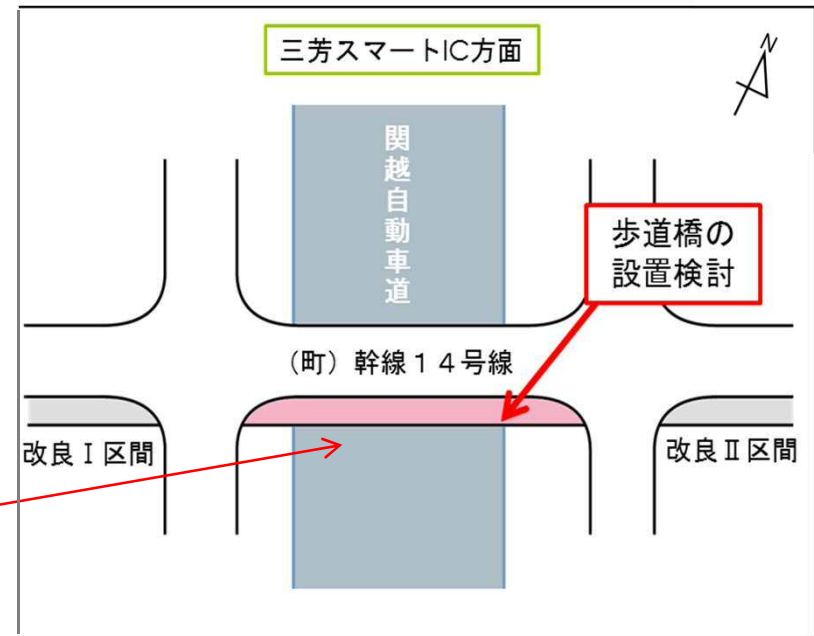 三芳スマートIC方面
N
関越自動車道
歩道橋の
設置検討
（町）幹線１４号線
改良Ⅰ区間
改良Ⅱ区間